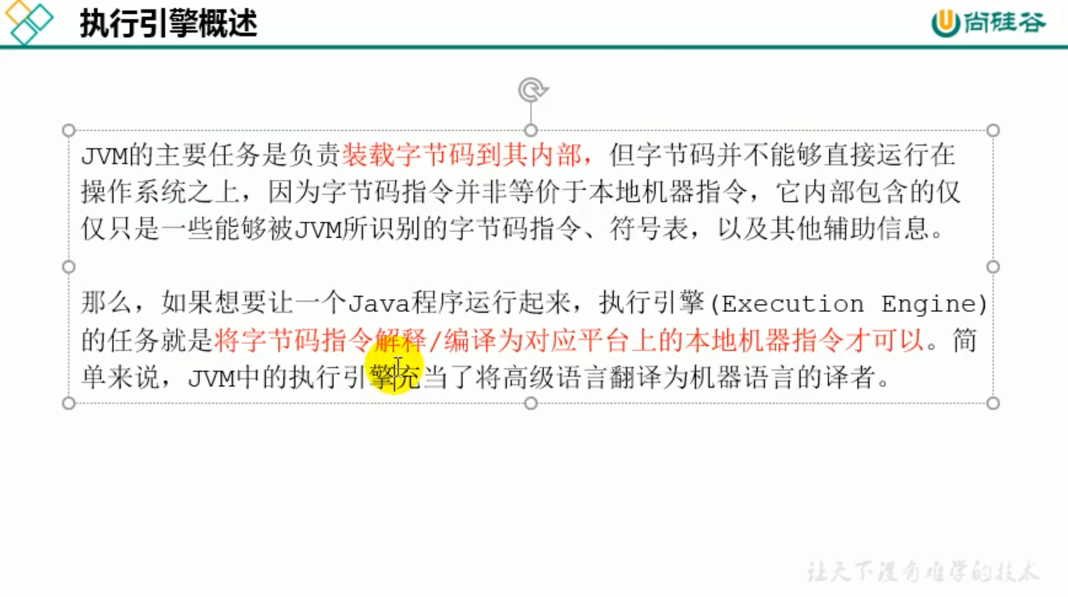 执行引擎概述
尚硅谷
JVM的主要任务是负责装载字节码到其内部，但字节码并不能够直接运行在
操作系统之上，因为字节码指令并非等价于本地机器指令，它内部包含的仅
仅只是一些能够被JVM所识别的字节码指令、符号表，以及其他辅助信息。
那么，如果想要让一个Java程序运行起来，执行引擎(Execution Engine)
的任务就是将字节码指令解释/编译为对应平台上的本地机器指令才可以。简
单来说，JVM中的执行引擎充当了将高级语言翻译为机器语言的译者。
让天下没有难学的技术